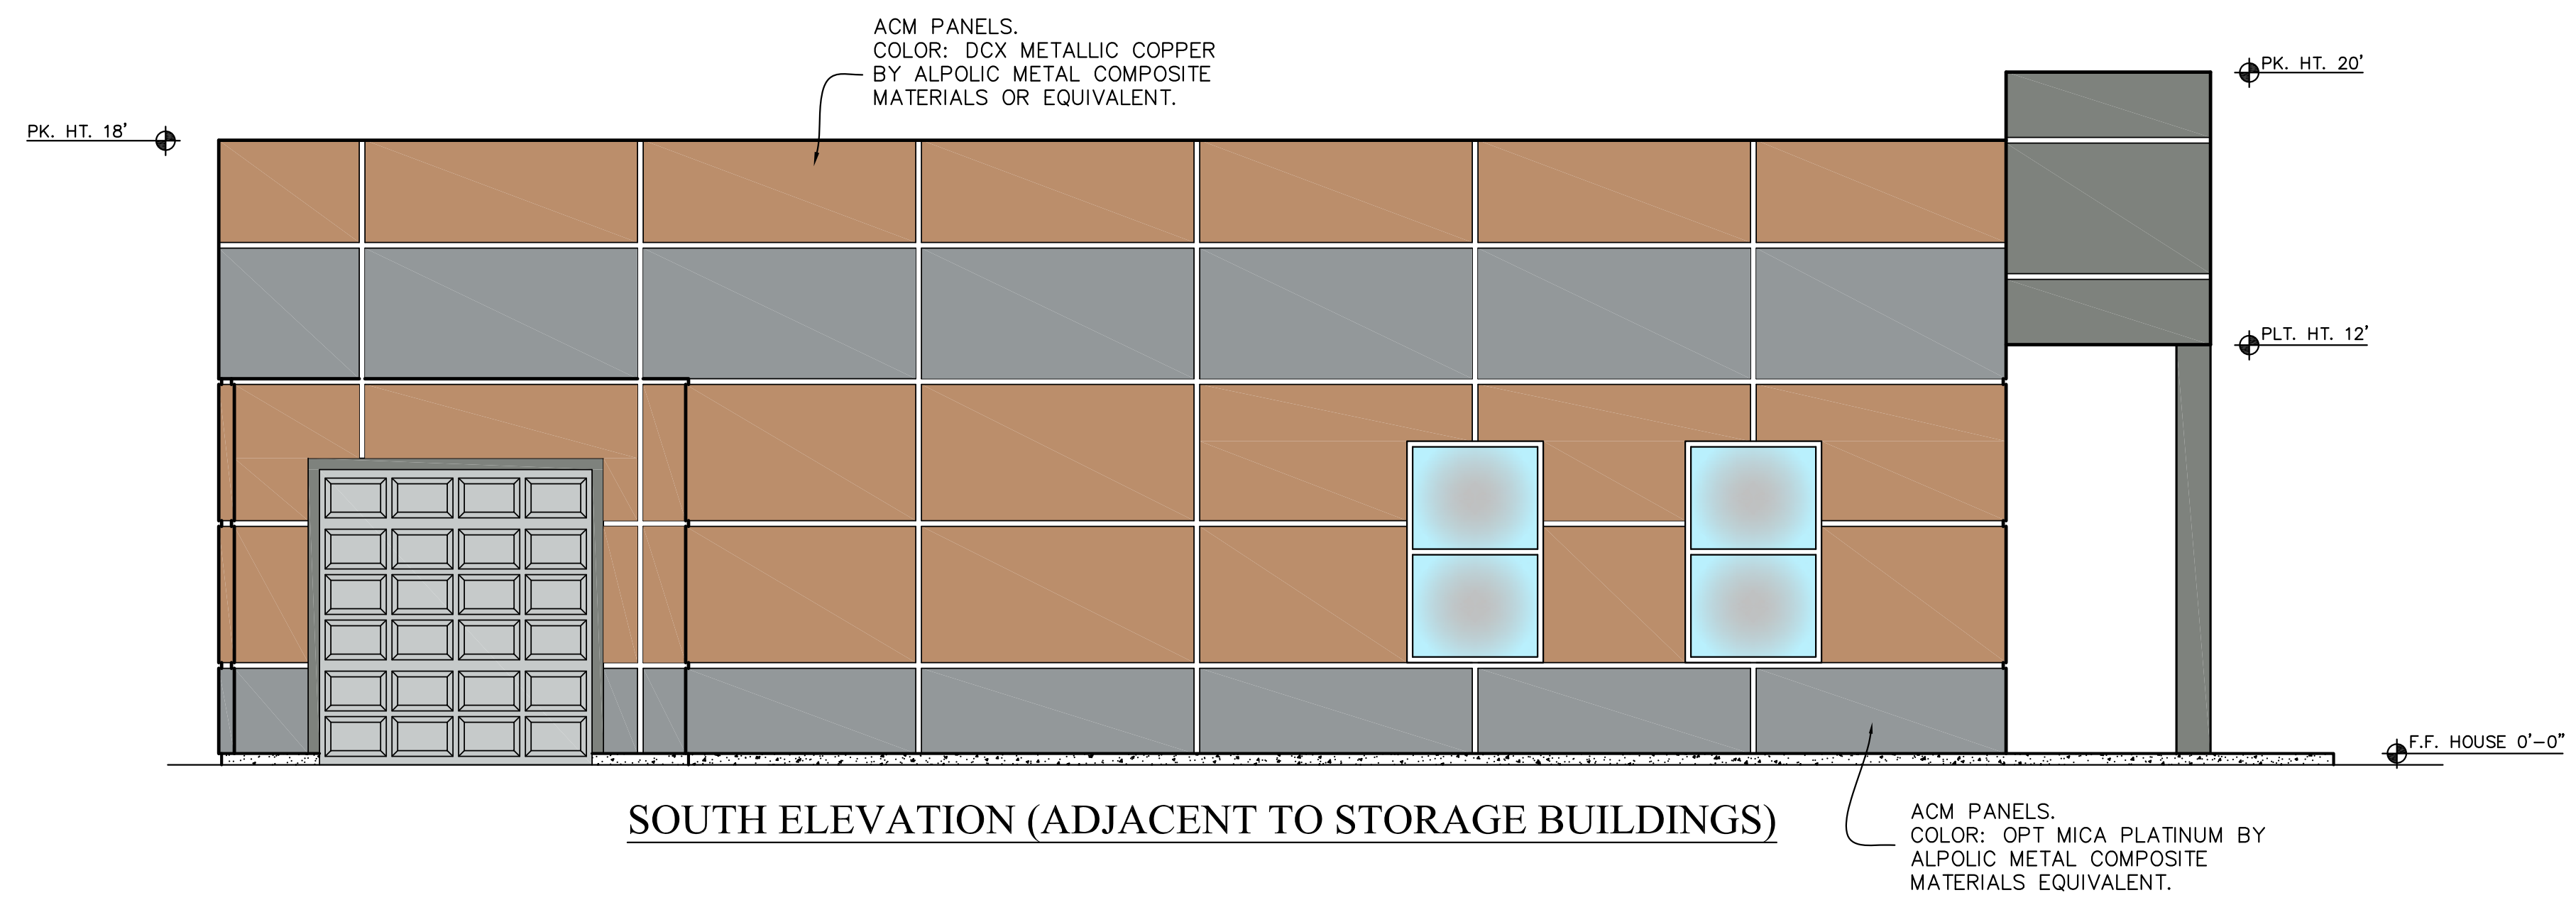 ACM PANELS.
COLOR: DCX METALLIC COPPER
BY ALPOLIC METAL COMPOSITE
MATERIALS OR EQUIVALENT.
PK. HT. 20'
PK. HT. 18'
PLT. HT. 12'
F.F. HOUSE 0'-0"
SOUTH ELEVATION (ADJACENT TO STORAGE BUILDINGS)
ACM PANELS.
COLOR: OPT MICA PLATINUM BY
ALPOLIC METAL COMPOSITE
MATERIALS EQUIVALENT.